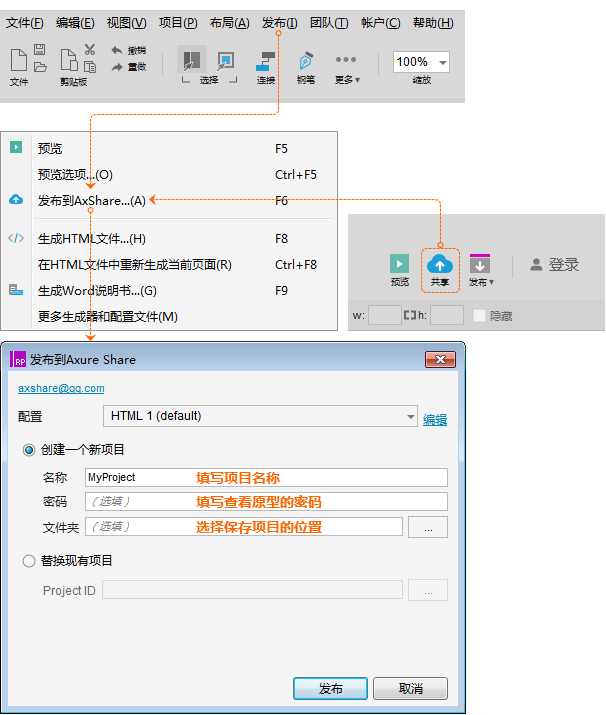 文件(F) 编辑(E) 视图(V) 项目(P) 布局(A) 发布(I) 团队(T) 帐户(C) 帮助(H)
撤销
重做
100%
文件 剪贴板 选择 连接 钢笔 更多▾ 缩放
预览 F5
预览选项...(O) Ctrl+F5
发布到AxShare...(A) F6
生成HTML文件...(H) F8
在HTML文件中重新生成当前页面(R) Ctrl+F8
生成Word说明书...(G) F9
更多生成器和配置文件(M)
登录
预览 共享 发布▾
w: h: 隐藏
RP 发布到Axure Share
axshare@qq.com
配置 HTML 1 (default) 编辑
创建一个新项目
名称 MyProject 填写项目名称
密码 （选填） 填写查看原型的密码
文件夹 （选填） 选择保存项目的位置 ...
替换现有项目
Project ID ...
发布 取消